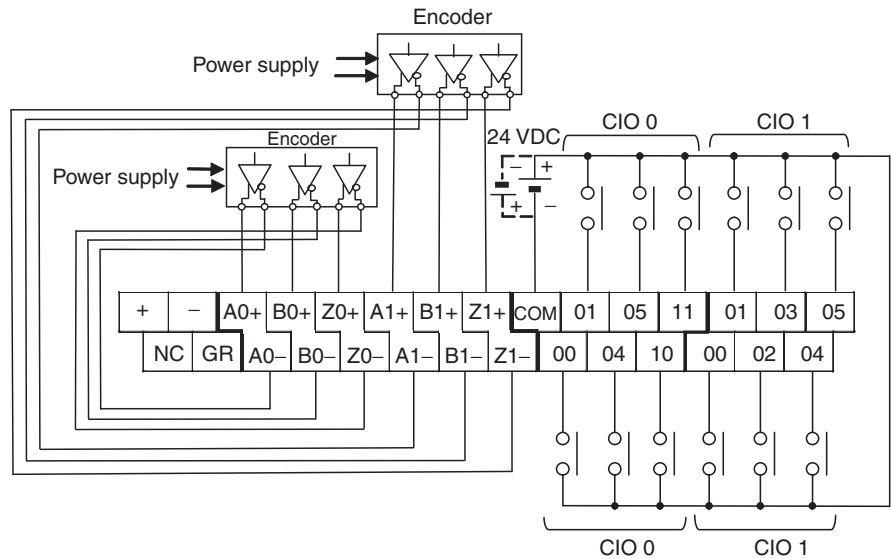 Encoder
Power supply
CIO 0 CIO 1
24 VDC
Encoder
− +
Power supply
+ −
+ − A0+ B0+ Z0+ A1+ B1+ Z1+ COM 01 05 11 01 03 05
NC GR A0− B0− Z0− A1− B1− Z1− 00 04 10 00 02 04
CIO 0 CIO 1